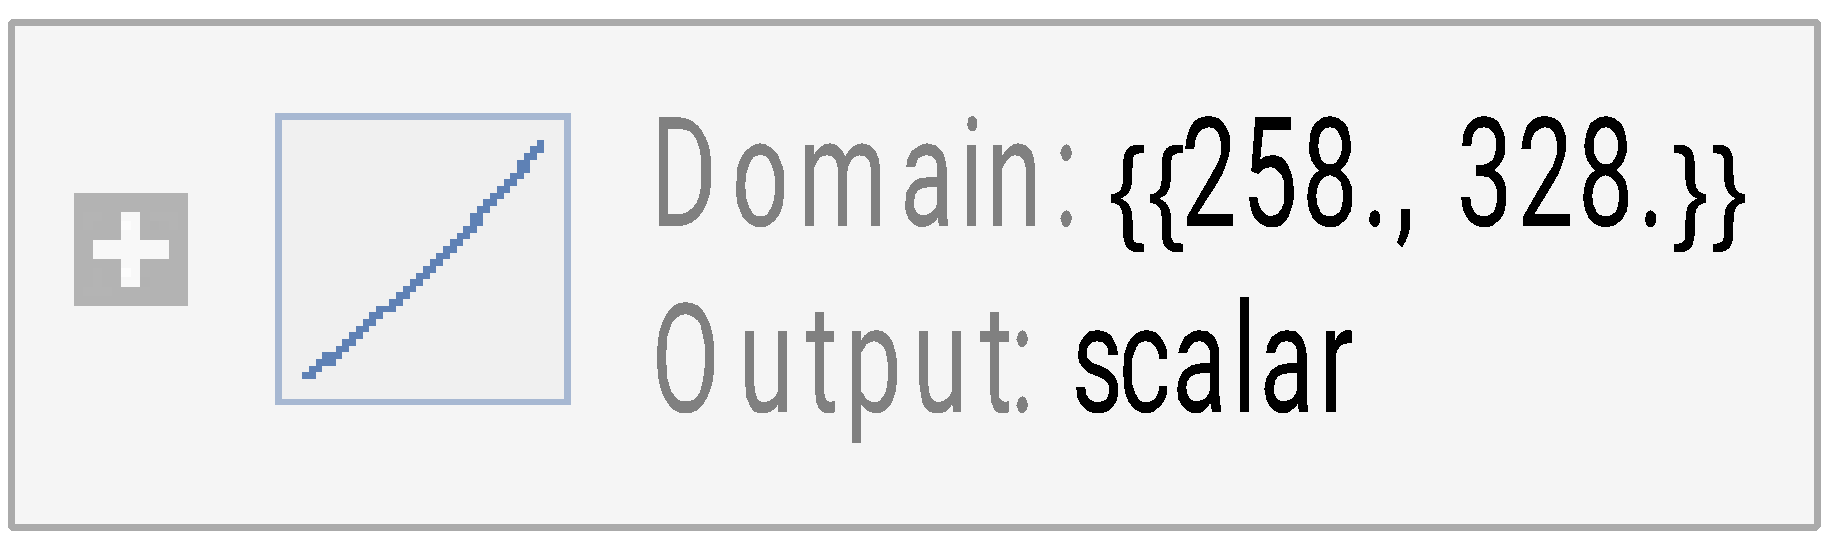 Domain: {{258., 328.}}
Output: scalar